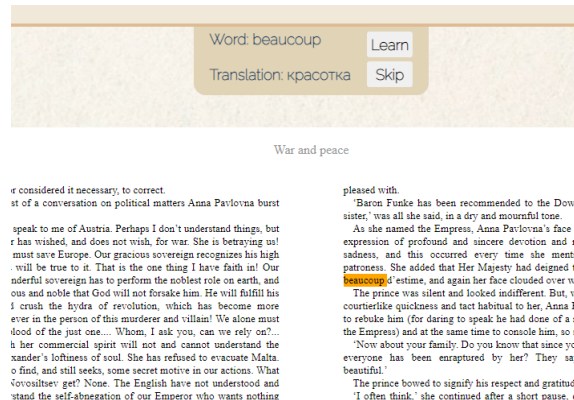 Word: beaucoup
Learn
Translation: красотка
Skip
War and peace
or considered it necessary, to correct.
st of a conversation on political matters Anna Pavlovna burst
speak to me of Austria. Perhaps I don't understand things, but
r has wished, and does not wish, for war. She is betraying us!
must save Europe. Our gracious sovereign recognizes his high
will be true to it. That is the one thing I have faith in! Our
nderful sovereign has to perform the noblest role on earth, and
ous and noble that God will not forsake him. He will fulfill his
l crush the hydra of revolution, which has become more
ever in the person of this murderer and villain! We alone must
lood of the just one.... Whom, I ask you, can we rely on?...
h her commercial spirit will not and cannot understand the
xander's loftiness of soul. She has refused to evacuate Malta.
o find, and still seeks, some secret motive in our actions. What
Novosiltsev get? None. The English have not understood and
stand the self-abnegation of our Emperor who wants nothing
pleased with.
'Baron Funke has been recommended to the Dow
sister,' was all she said, in a dry and mournful tone.
As she named the Empress, Anna Pavlovna's face
expression of profound and sincere devotion and r
sadness, and this occurred every time she ment
patroness. She added that Her Majesty had deigned t
beaucoup d'estime, and again her face clouded over w
The prince was silent and looked indifferent. But, w
courtierlike quickness and tact habitual to her, Anna P
to rebuke him (for daring to speak he had done of a
the Empress) and at the same time to console him, so
'Now about your family. Do you know that since yo
everyone has been enraptured by her? They sa
beautiful.'
The prince bowed to signify his respect and gratitud
'I often think,' she continued after a short pause,